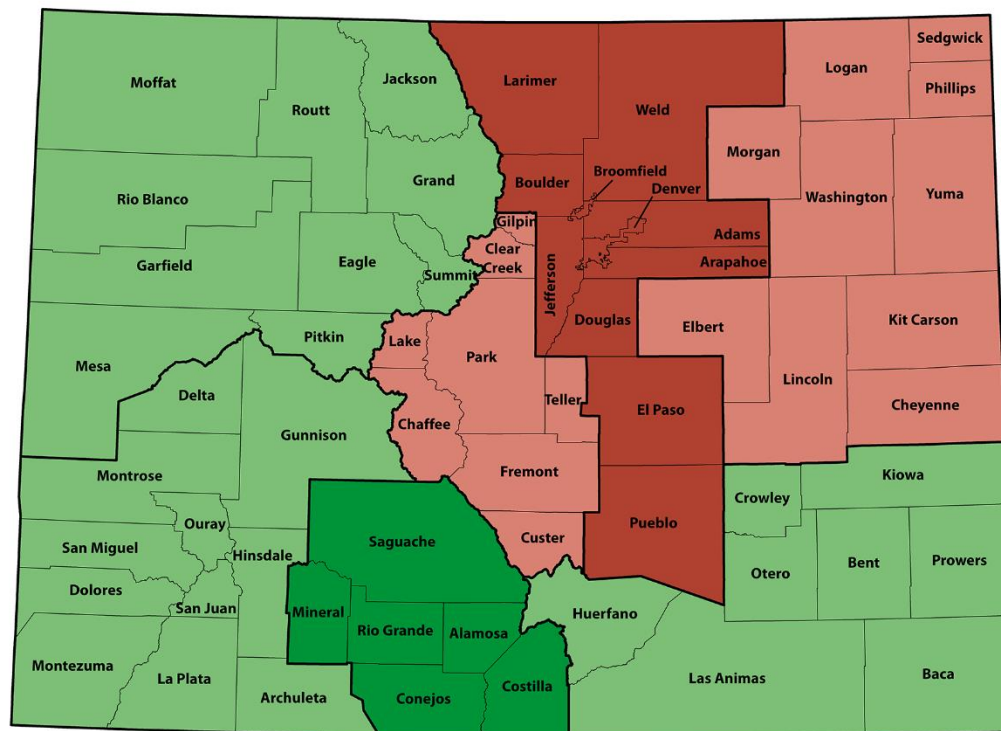 Sedgwick
Jackson
Logan
Moffat
Larimer
Phillips
Routt
Weld
Morgan
Broomfield
Grand
Boulder
Denver
Washington
Yuma
Rio Blanco
Gilpin
Adams
Clear
Creek
Eagle
Garfield
Summit
Arapahoe
Jefferson
Douglas
Kit Carson
Elbert
Pitkin
Lake
Park
Mesa
Lincoln
Delta
Teller
El Paso
Cheyenne
Chaffee
Gunnison
Fremont
Montrose
Kiowa
Crowley
Ouray
Pueblo
Saguache
Custer
San Miguel
Hinsdale
Bent
Prowers
Otero
Dolores
San Juan
Mineral
Huerfano
Rio Grande
Alamosa
Montezuma
La Plata
Costilla
Las Animas
Baca
Archuleta
Conejos